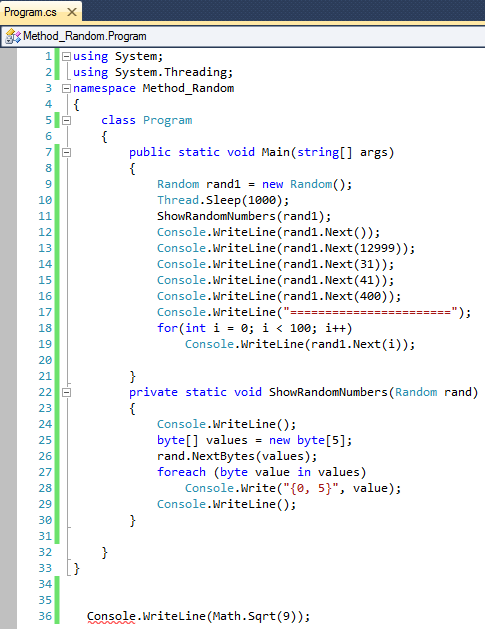 Program.cs ✕
Method_Random.Program
1 using System;
2 using System.Threading;
3 namespace Method_Random
4 {
5     class Program
6     {
7         public static void Main(string[] args)
8         {
9             Random rand1 = new Random();
10             Thread.Sleep(1000);
11             ShowRandomNumbers(rand1);
12             Console.WriteLine(rand1.Next());
13             Console.WriteLine(rand1.Next(12999));
14             Console.WriteLine(rand1.Next(31));
15             Console.WriteLine(rand1.Next(41));
16             Console.WriteLine(rand1.Next(400));
17             Console.WriteLine("=======================");
18             for(int i = 0; i < 100; i++)
19                 Console.WriteLine(rand1.Next(i));
20
21         }
22         private static void ShowRandomNumbers(Random rand)
23         {
24             Console.WriteLine();
25             byte[] values = new byte[5];
26             rand.NextBytes(values);
27             foreach (byte value in values)
28                 Console.Write("{0, 5}", value);
29             Console.WriteLine();
30         }
31
32     }
33 }
34
35
36   Console.WriteLine(Math.Sqrt(9));